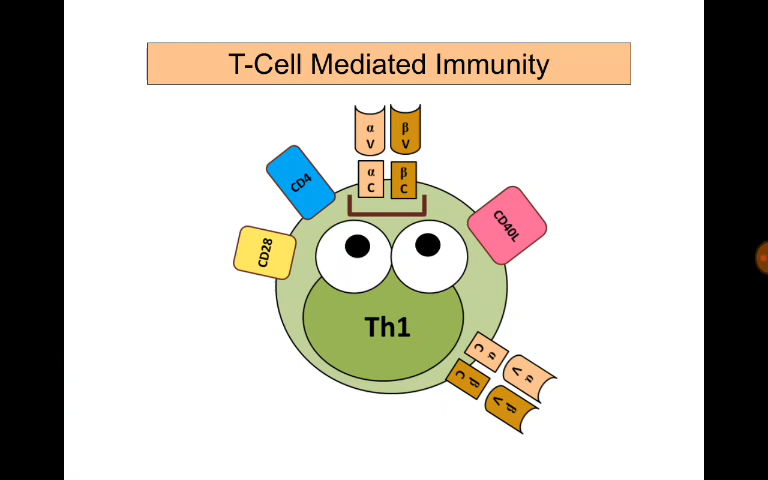 T-Cell Mediated Immunity
α
V
β
V
α
C
β
C
CD4
CD40L
CD28
Th1
α
C
α
V
β
C
β
V